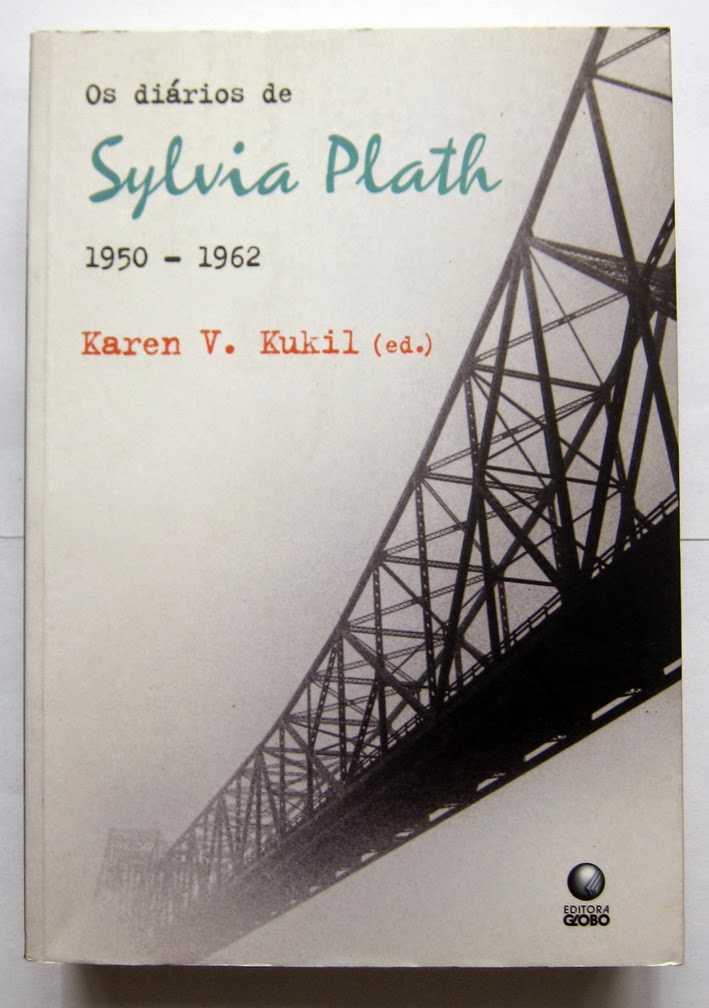 Os diários de
Sylvia Plath
1950 - 1962
Karen V. Kukil (ed.)
EDITORA
GLOBO